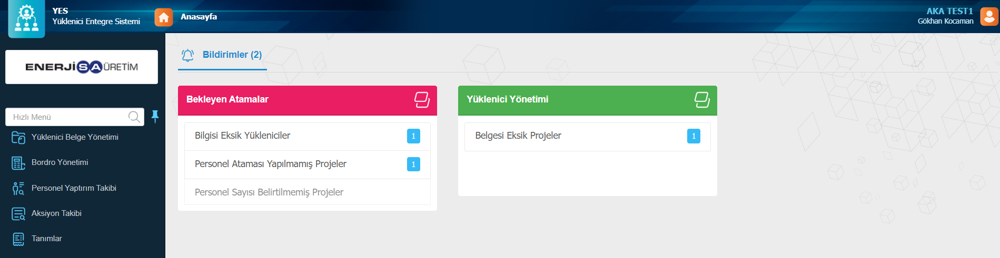 YES
Yüklenici Entegre Sistemi
Anasayfa
AKA TEST1
Gökhan Kocaman
ENERJİSA ÜRETİM
Hızlı Menü
Yüklenici Belge Yönetimi
Bordro Yönetimi
Personel Yaptırım Takibi
Aksiyon Takibi
Tanımlar
Bildirimler (2)
Bekleyen Atamalar
Bilgisi Eksik Yükleniciler 1
Personel Ataması Yapılmamış Projeler 1
Personel Sayısı Belirtilmemiş Projeler
Yüklenici Yönetimi
Belgesi Eksik Projeler 1